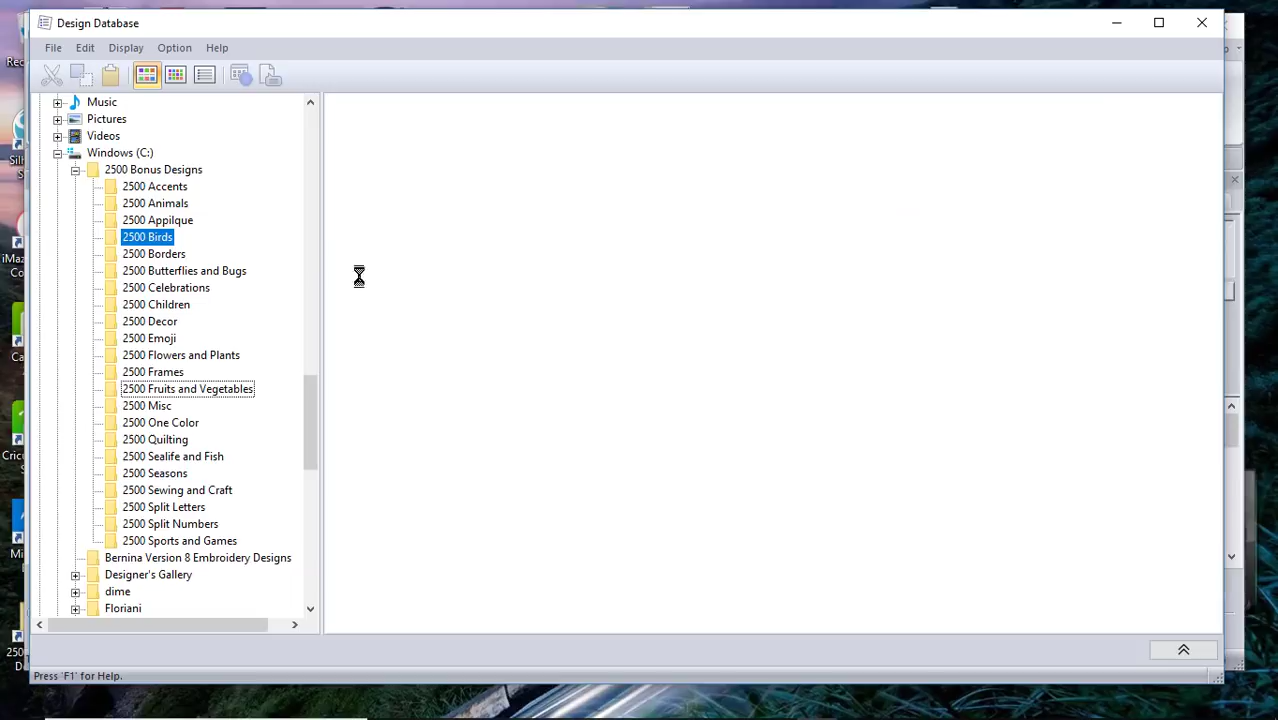 Design Database
File Edit Display Option Help
Music
Pictures
Videos
Windows (C:)
2500 Bonus Designs
2500 Accents
2500 Animals
2500 Appilque
2500 Birds
2500 Borders
2500 Butterflies and Bugs
2500 Celebrations
2500 Children
2500 Decor
2500 Emoji
2500 Flowers and Plants
2500 Frames
2500 Fruits and Vegetables
2500 Misc
2500 One Color
2500 Quilting
2500 Sealife and Fish
2500 Seasons
2500 Sewing and Craft
2500 Split Letters
2500 Split Numbers
2500 Sports and Games
Bernina Version 8 Embroidery Designs
Designer's Gallery
dime
Floriani
Press 'F1' for Help.